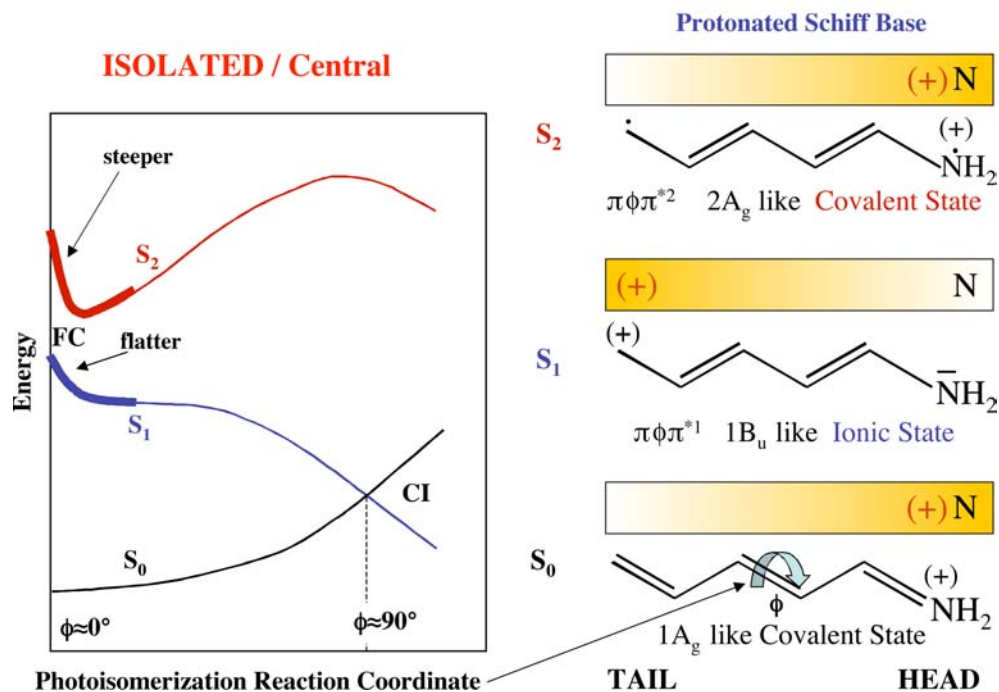 Protonated Schiff Base
ISOLATED / Central
(+) N
steeper
S₂
(+)
ṄH₂
πϕπ*² 2Ag like Covalent State
S₂
FC
flatter
Energy
S₁
(+) N
(+)
S₁
N̄H₂
πϕπ*¹ 1Bu like Ionic State
CI
(+) N
S₀
S₀
(+)
NH₂
ϕ
ϕ≈0°
ϕ≈90°
1Ag like Covalent State
Photoisomerization Reaction Coordinate
TAIL HEAD